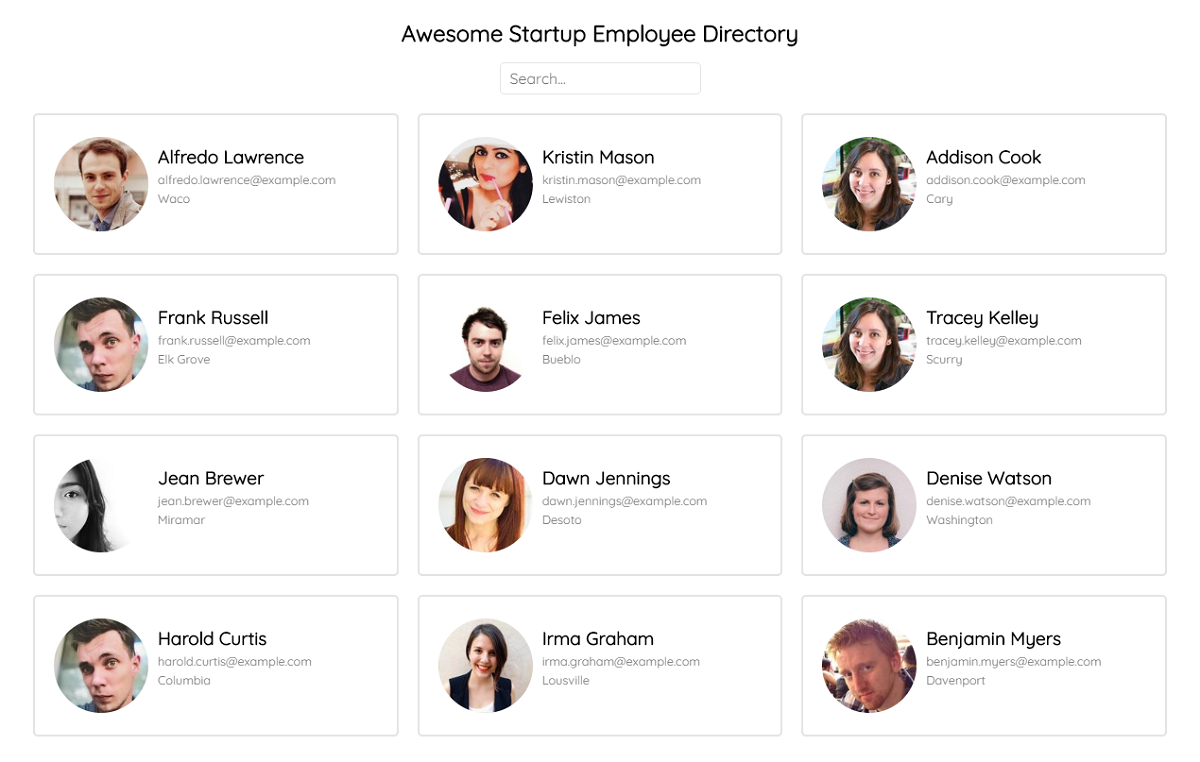 Awesome Startup Employee Directory
Search...
Alfredo Lawrence
alfredo.lawrence@example.com
Waco
Kristin Mason
kristin.mason@example.com
Lewiston
Addison Cook
addison.cook@example.com
Cary
Frank Russell
frank.russell@example.com
Elk Grove
Felix James
felix.james@example.com
Bueblo
Tracey Kelley
tracey.kelley@example.com
Scurry
Jean Brewer
jean.brewer@example.com
Miramar
Dawn Jennings
dawn.jennings@example.com
Desoto
Denise Watson
denise.watson@example.com
Washington
Harold Curtis
harold.curtis@example.com
Columbia
Irma Graham
irma.graham@example.com
Lousville
Benjamin Myers
benjamin.myers@example.com
Davenport